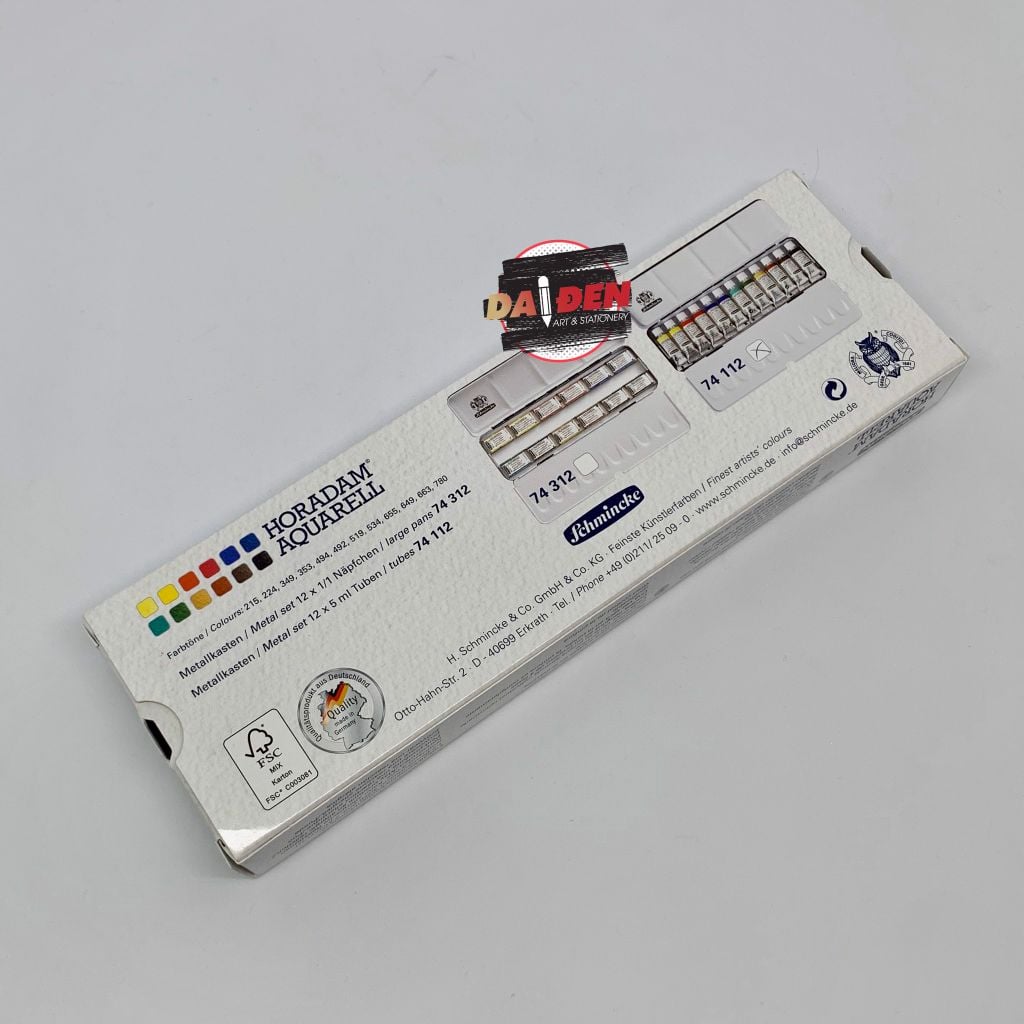 DAIDEN
ART & STATIONERY
74 112
74 312
HORADAM®
AQUARELL
Farbtöne / Colours: 215, 224, 349, 353, 494, 492, 519, 534, 655, 649, 663, 780
Metallkasten / Metal set 12 x 1/1 Näpfchen / large pans 74 312
Metallkasten / Metal set 12 x 5 ml Tuben / tubes 74 112
Schmincke
H. Schmincke & Co. GmbH & Co. KG · Feinste Künstlerfarben / Finest artists' colours
Otto-Hahn-Str. 2 · D - 40699 Erkrath · Tel. / Phone +49 (0)211/ 25 09 - 0 · www.schmincke.de · info@schmincke.de
Qualitätsprodukt aus Deutschland
Quality
made in
Germany
FSC
MIX
Karton
FSC® C003061